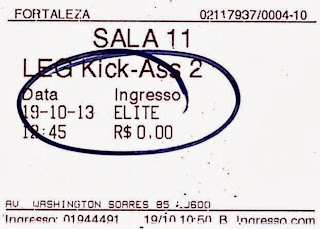 FORTALEZA 02117937/0004-10
SALA 11
LEG Kick-Ass 2
Data Ingresso
19-10-13 ELITE
12:45 R$ 0.00
AV. WASHINGTON SOARES 85
Ingresso: 01944491 19/10 10:50 B Ingresso.com